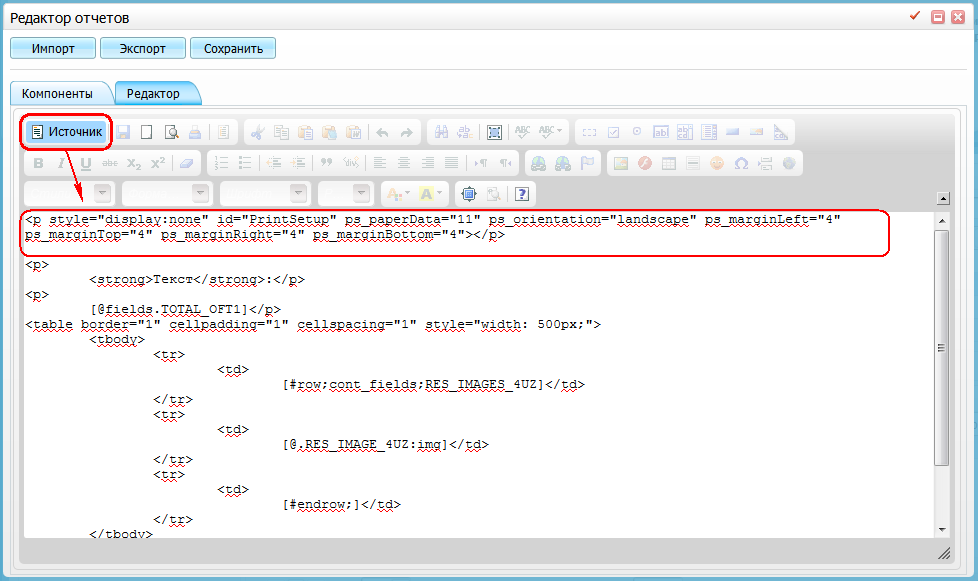 Редактор отчетов
Импорт Экспорт Сохранить
Компоненты Редактор
Источник
B I U abc X₂ X²
<p style="display:none" id="PrintSetup" ps_paperData="11" ps_orientation="landscape" ps_marginLeft="4"
ps_marginTop="4" ps_marginRight="4" ps_marginBottom="4"></p>
<p>
<strong>Текст</strong>:</p>
<p>
[@fields.TOTAL_OFT1]</p>
<table border="1" cellpadding="1" cellspacing="1" style="width: 500px;">
<tbody>
<tr>
<td>
[#row;cont_fields;RES_IMAGES_4UZ]</td>
</tr>
<tr>
<td>
[@.RES_IMAGE_4UZ:img]</td>
</tr>
<tr>
<td>
[#endrow;]</td>
</tr>
</tbody>